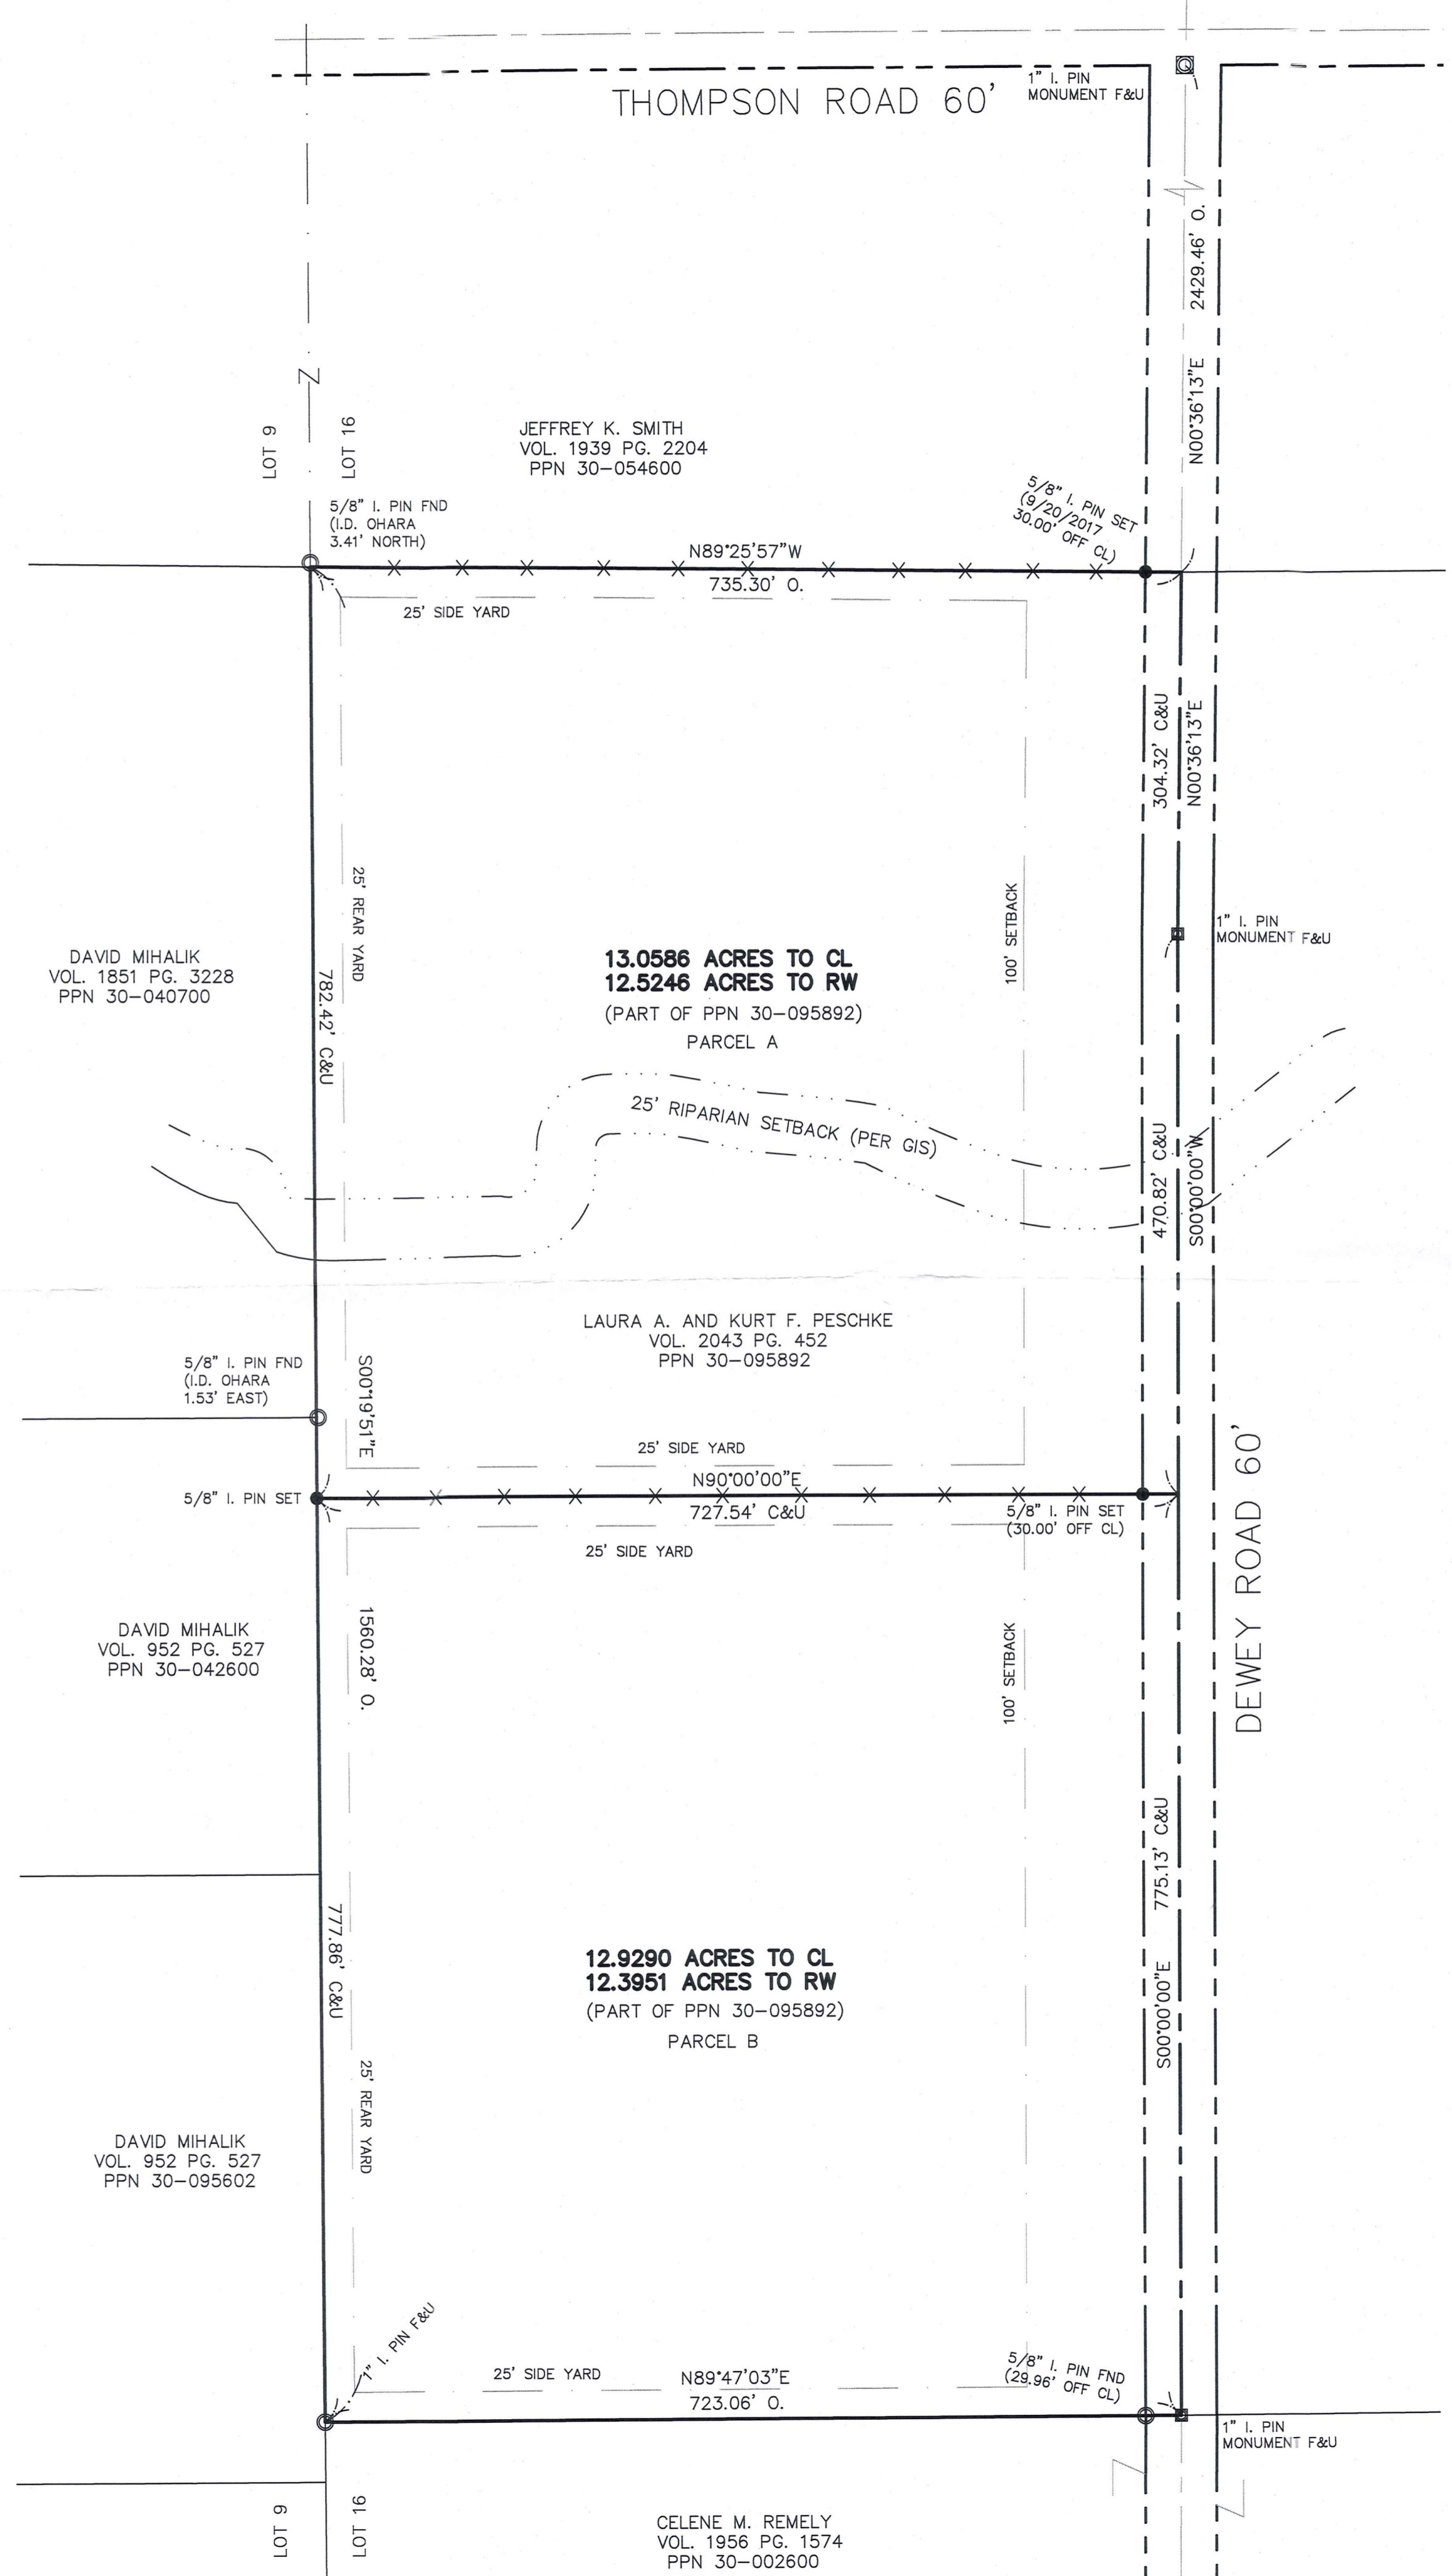 1" I. PIN
MONUMENT F&U
THOMPSON ROAD 60'
2429.46' O.
N00°36'13"E
LOT 9
LOT 16
JEFFREY K. SMITH
VOL. 1939 PG. 2204
PPN 30-054600
5/8" I. PIN FND
(I.D. OHARA
3.41' NORTH)
5/8" I. PIN SET
(9/20/2017
30.00' OFF CL)
N89°25'57"W
735.30' O.
25' SIDE YARD
304.32' C&U
N00°36'13"E
25' REAR YARD
100' SETBACK
1" I. PIN
MONUMENT F&U
DAVID MIHALIK
VOL. 1851 PG. 3228
PPN 30-040700
782.42' C&U
13.0586 ACRES TO CL
12.5246 ACRES TO RW
(PART OF PPN 30-095892)
PARCEL A
25' RIPARIAN SETBACK (PER GIS)
470.82' C&U
S00°00'00"W
LAURA A. AND KURT F. PESCHKE
VOL. 2043 PG. 452
PPN 30-095892
5/8" I. PIN FND
(I.D. OHARA
1.53' EAST)
S00°19'51"E
25' SIDE YARD
N90°00'00"E
727.54' C&U
5/8" I. PIN SET
5/8" I. PIN SET
(30.00' OFF CL)
25' SIDE YARD
DEWEY ROAD 60'
DAVID MIHALIK
VOL. 952 PG. 527
PPN 30-042600
1560.28' O.
100' SETBACK
775.13' C&U
S00°00'00"E
777.86' C&U
12.9290 ACRES TO CL
12.3951 ACRES TO RW
(PART OF PPN 30-095892)
PARCEL B
25' REAR YARD
DAVID MIHALIK
VOL. 952 PG. 527
PPN 30-095602
1" I. PIN F&U
25' SIDE YARD
N89°47'03"E
723.06' O.
5/8" I. PIN FND
(29.96' OFF CL)
1" I. PIN
MONUMENT F&U
LOT 9
LOT 16
CELENE M. REMELY
VOL. 1956 PG. 1574
PPN 30-002600